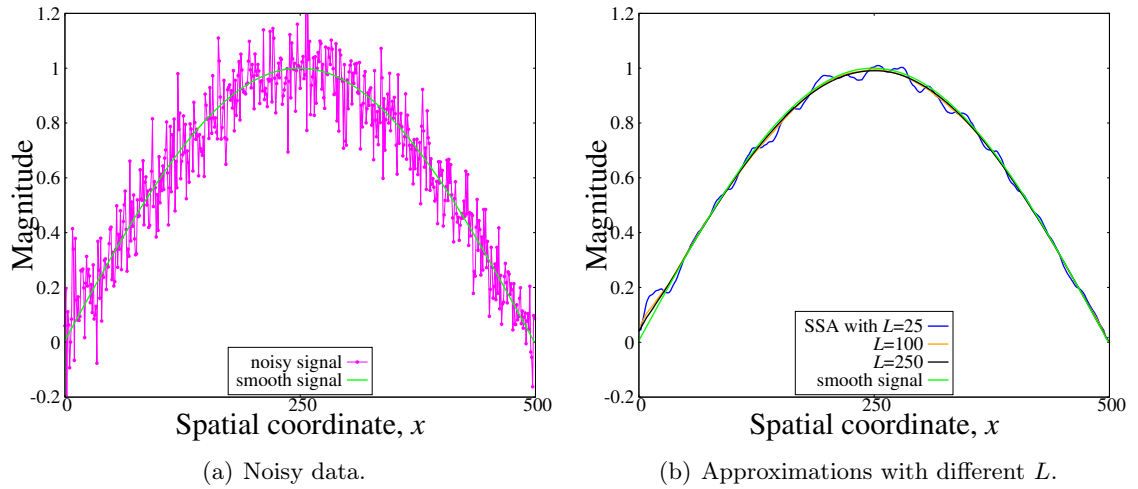 1.2
1
0.8
0.6
0.4
0.2
0
-0.2
0
250
500
Magnitude
Spatial coordinate, x
noisy signal
smooth signal
(a) Noisy data.
1.2
1
0.8
0.6
0.4
0.2
0
-0.2
0
250
500
Magnitude
Spatial coordinate, x
SSA with L=25
L=100
L=250
smooth signal
(b) Approximations with different L.